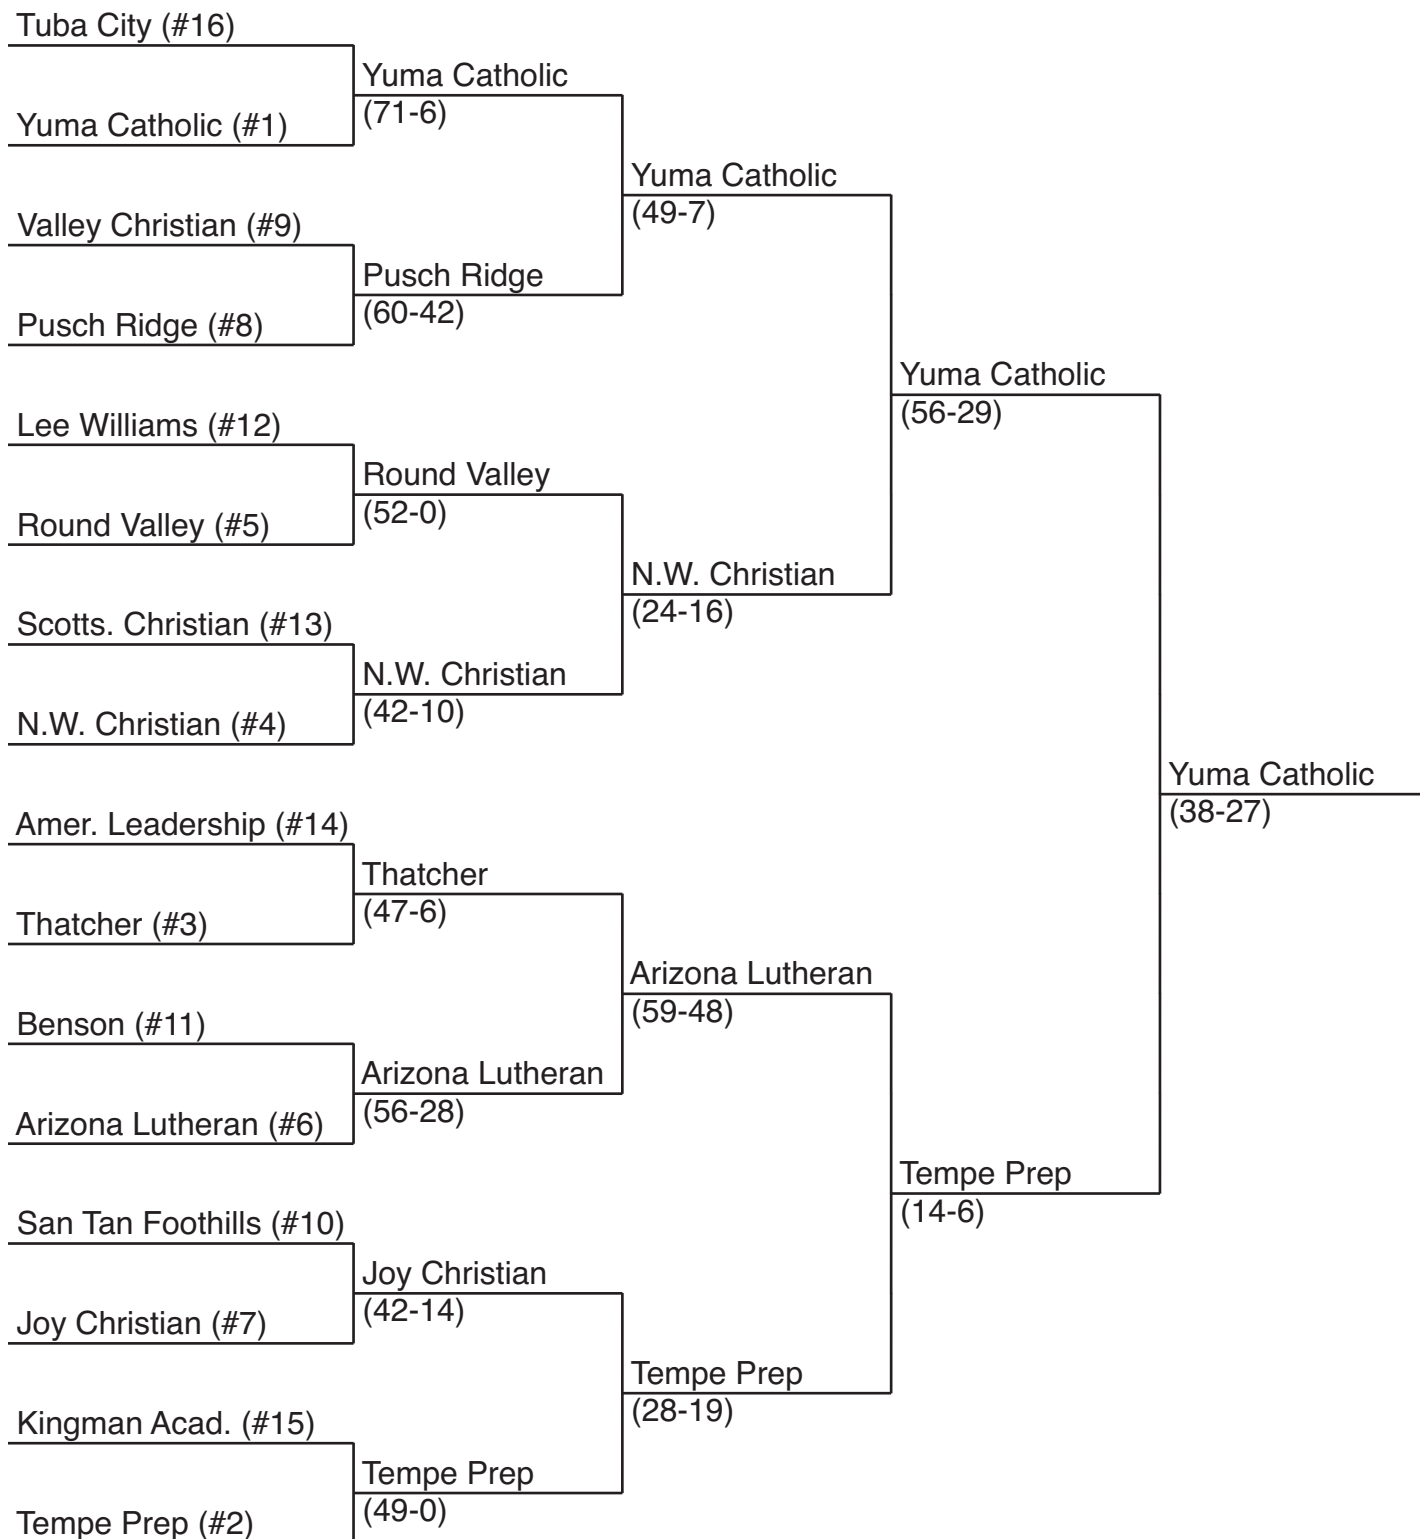 Tuba City (#16)
Yuma Catholic
(71-6)
Yuma Catholic (#1)
Yuma Catholic
(49-7)
Valley Christian (#9)
Pusch Ridge
(60-42)
Pusch Ridge (#8)
Yuma Catholic
(56-29)
Lee Williams (#12)
Round Valley
(52-0)
Round Valley (#5)
N.W. Christian
(24-16)
Scotts. Christian (#13)
N.W. Christian
(42-10)
N.W. Christian (#4)
Yuma Catholic
(38-27)
Amer. Leadership (#14)
Thatcher
(47-6)
Thatcher (#3)
Arizona Lutheran
(59-48)
Benson (#11)
Arizona Lutheran
(56-28)
Arizona Lutheran (#6)
Tempe Prep
(14-6)
San Tan Foothills (#10)
Joy Christian
(42-14)
Joy Christian (#7)
Tempe Prep
(28-19)
Kingman Acad. (#15)
Tempe Prep
(49-0)
Tempe Prep (#2)